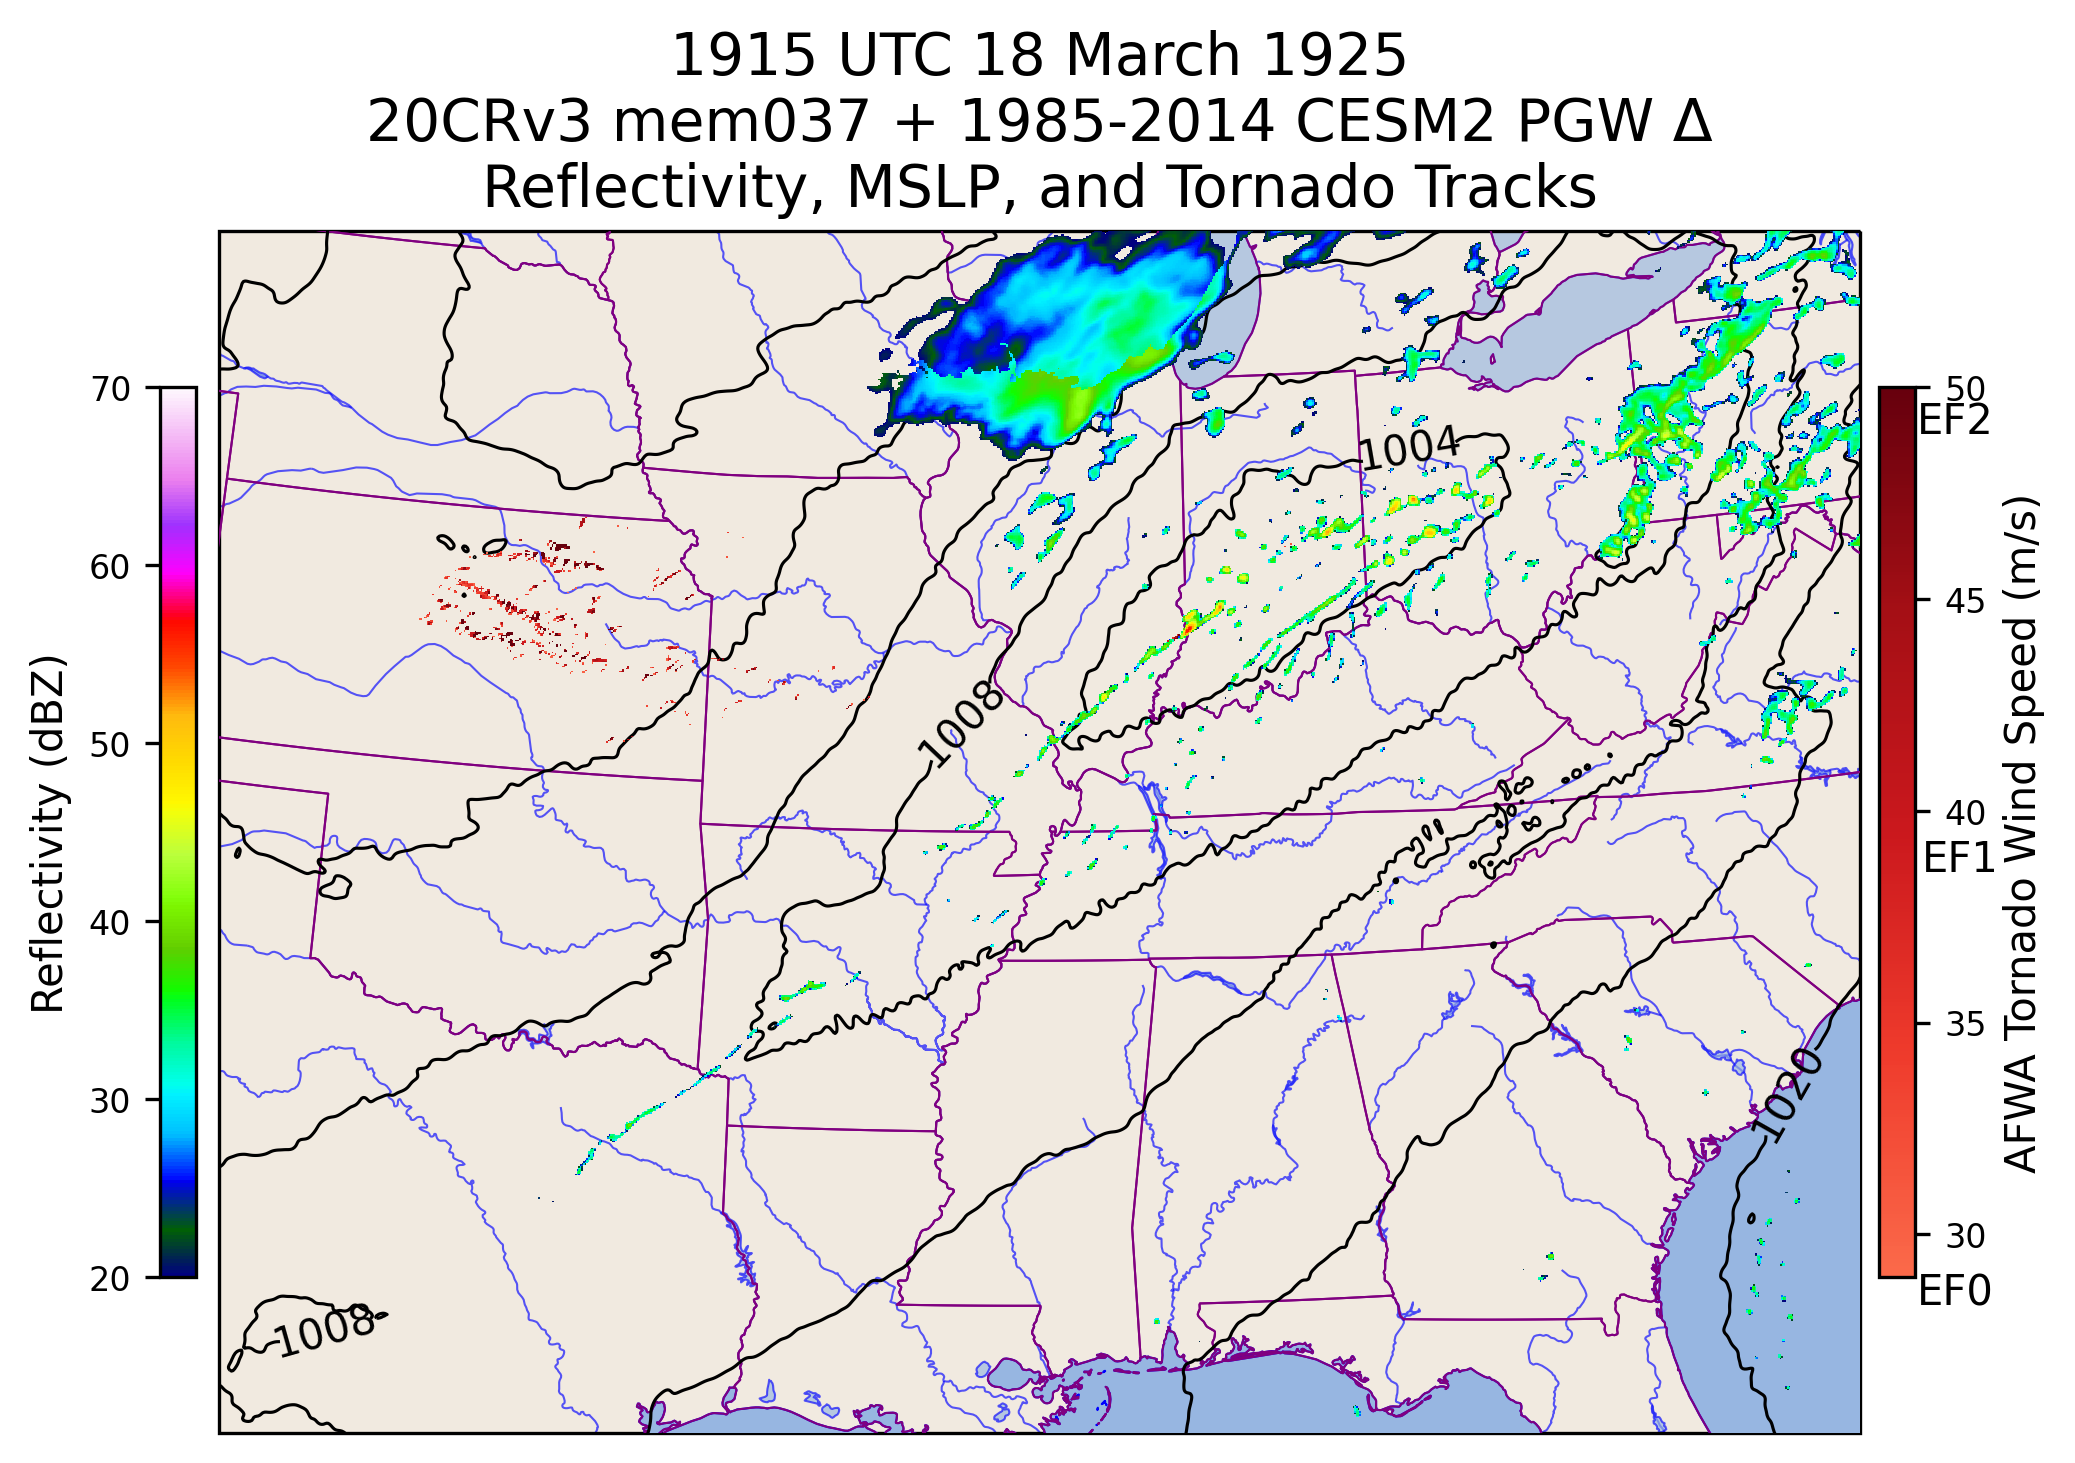 1915 UTC 18 March 1925
20CRv3 mem037 + 1985-2014 CESM2 PGW Δ
Reflectivity, MSLP, and Tornado Tracks
70
60
50
40
30
20
Reflectivity (dBZ)
1004
1008
1020
1008
50
EF2
45
40
EF1
35
30
EF0
AFWA Tornado Wind Speed (m/s)